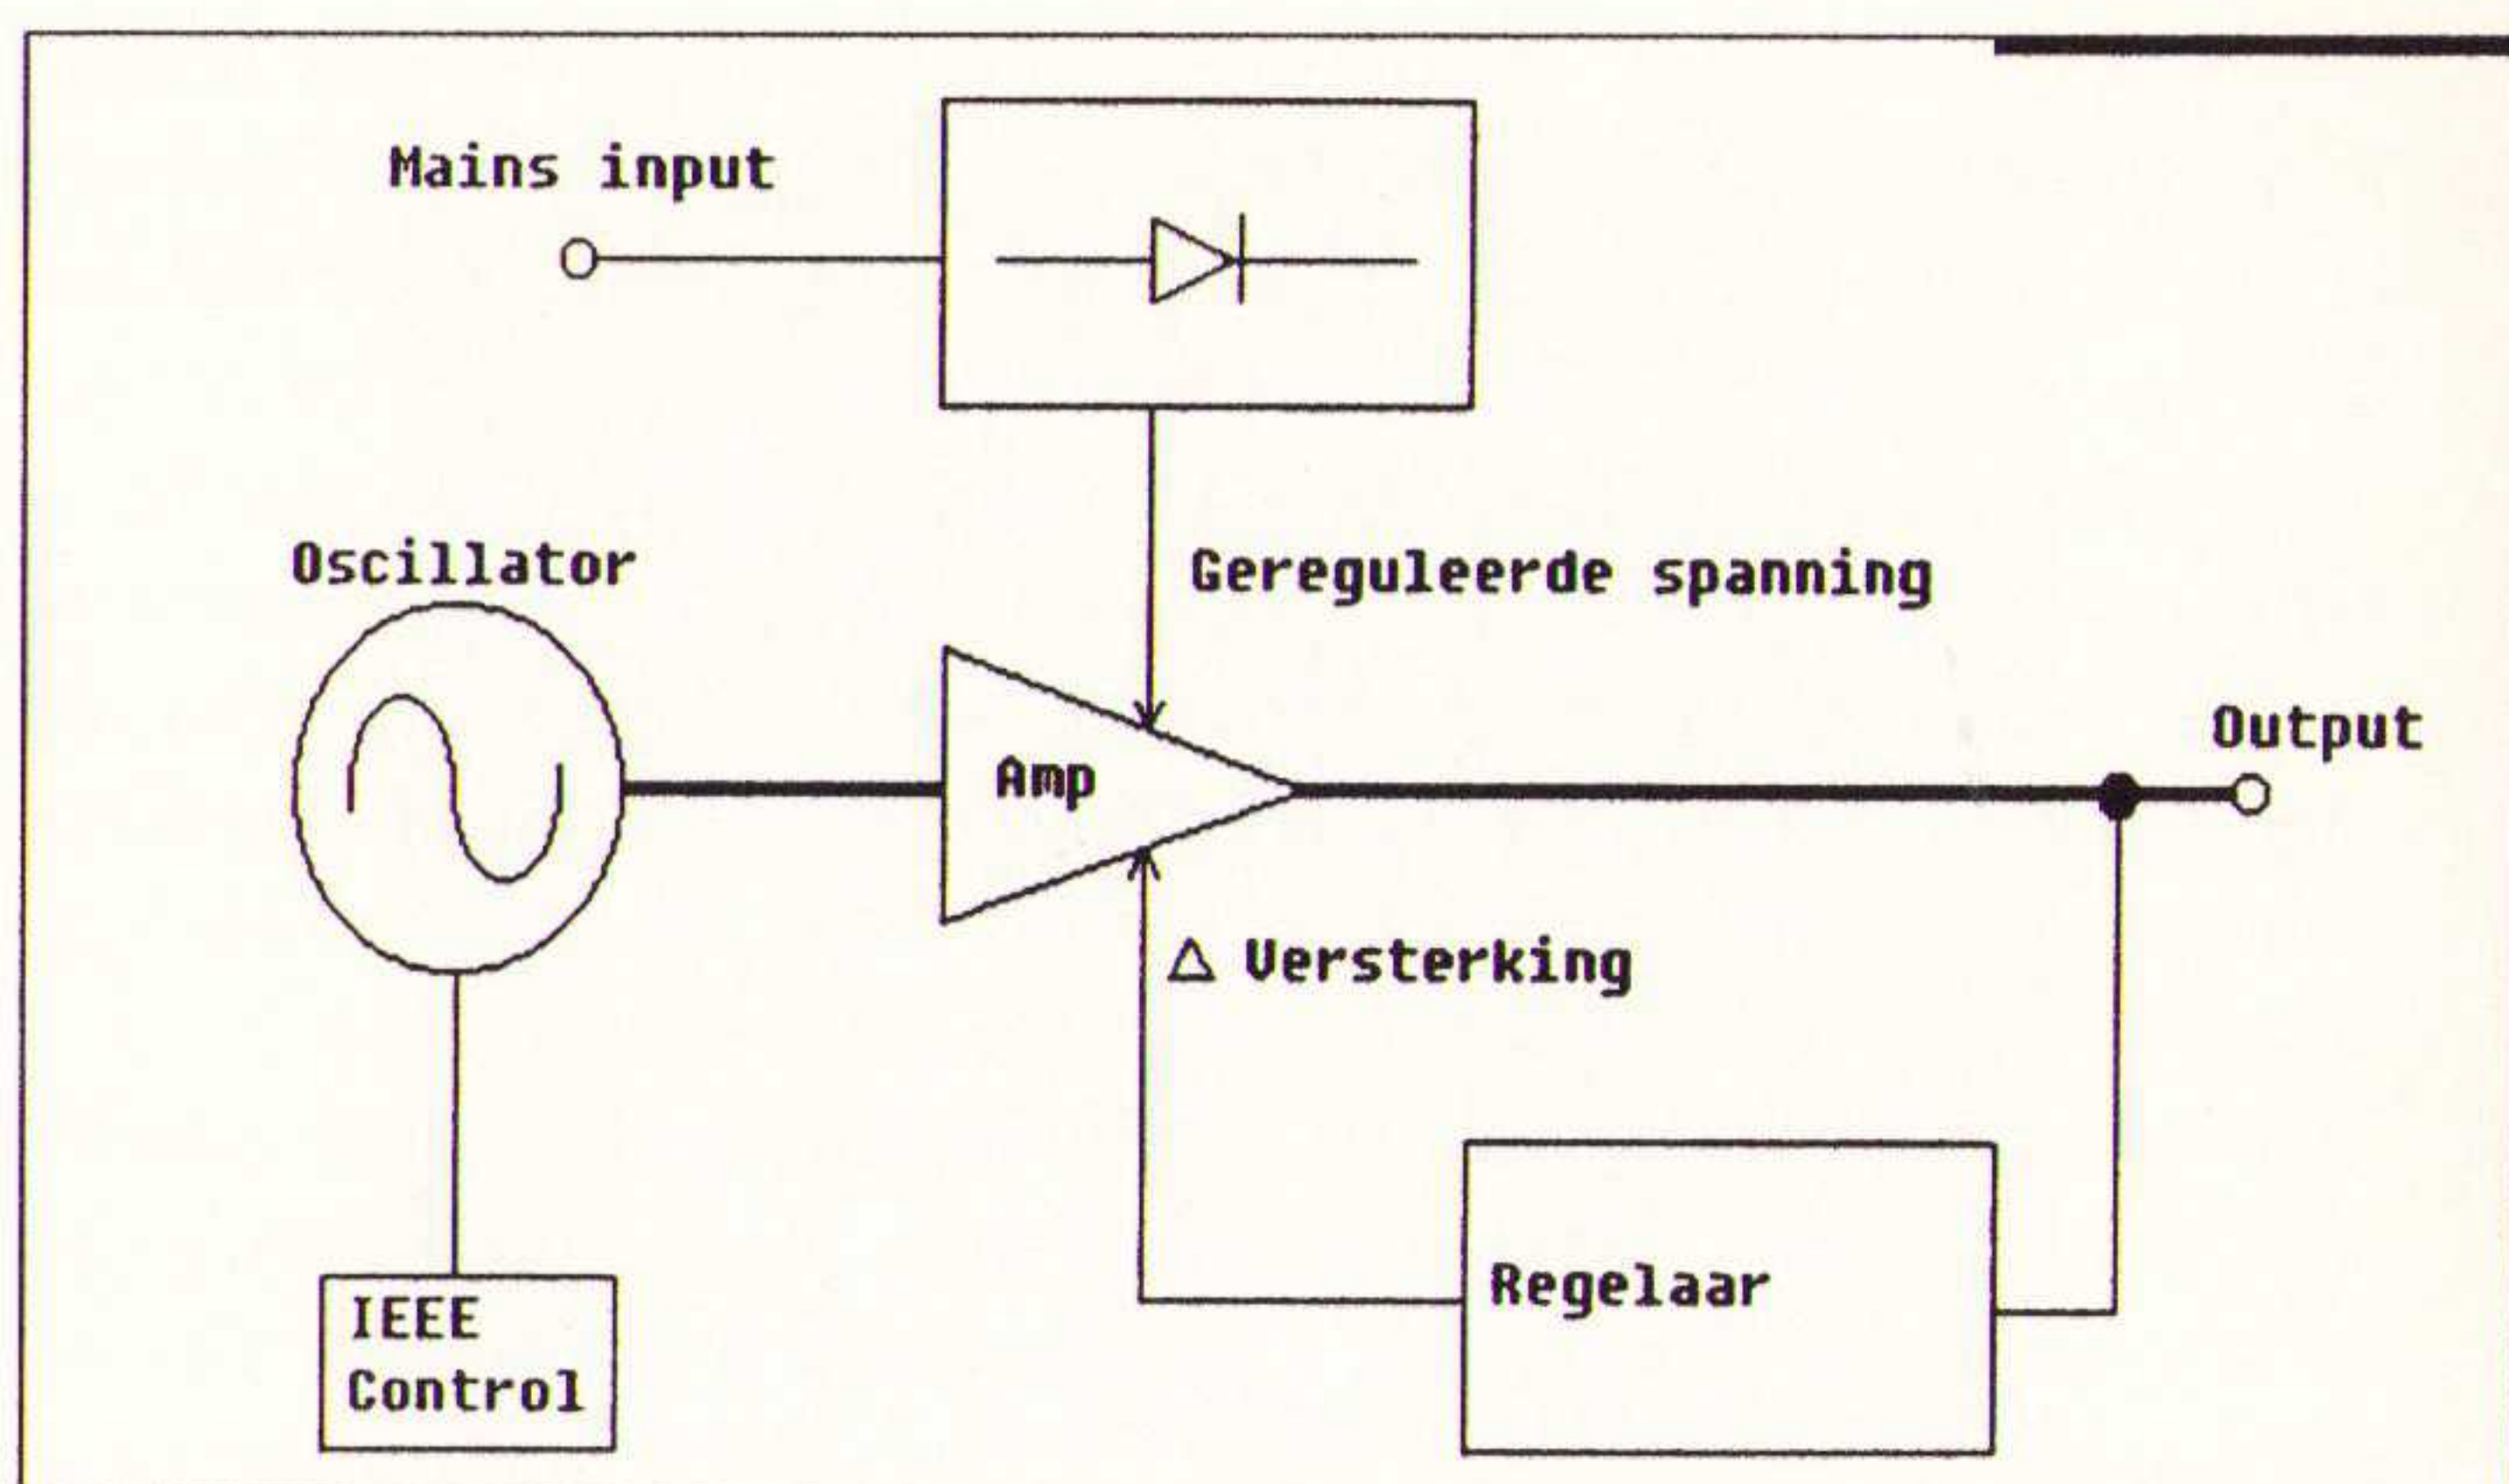 Mains input
Oscillator
Gereguleerde spanning
Amp
Output
Δ Versterking
Regelaar
IEEE
Control